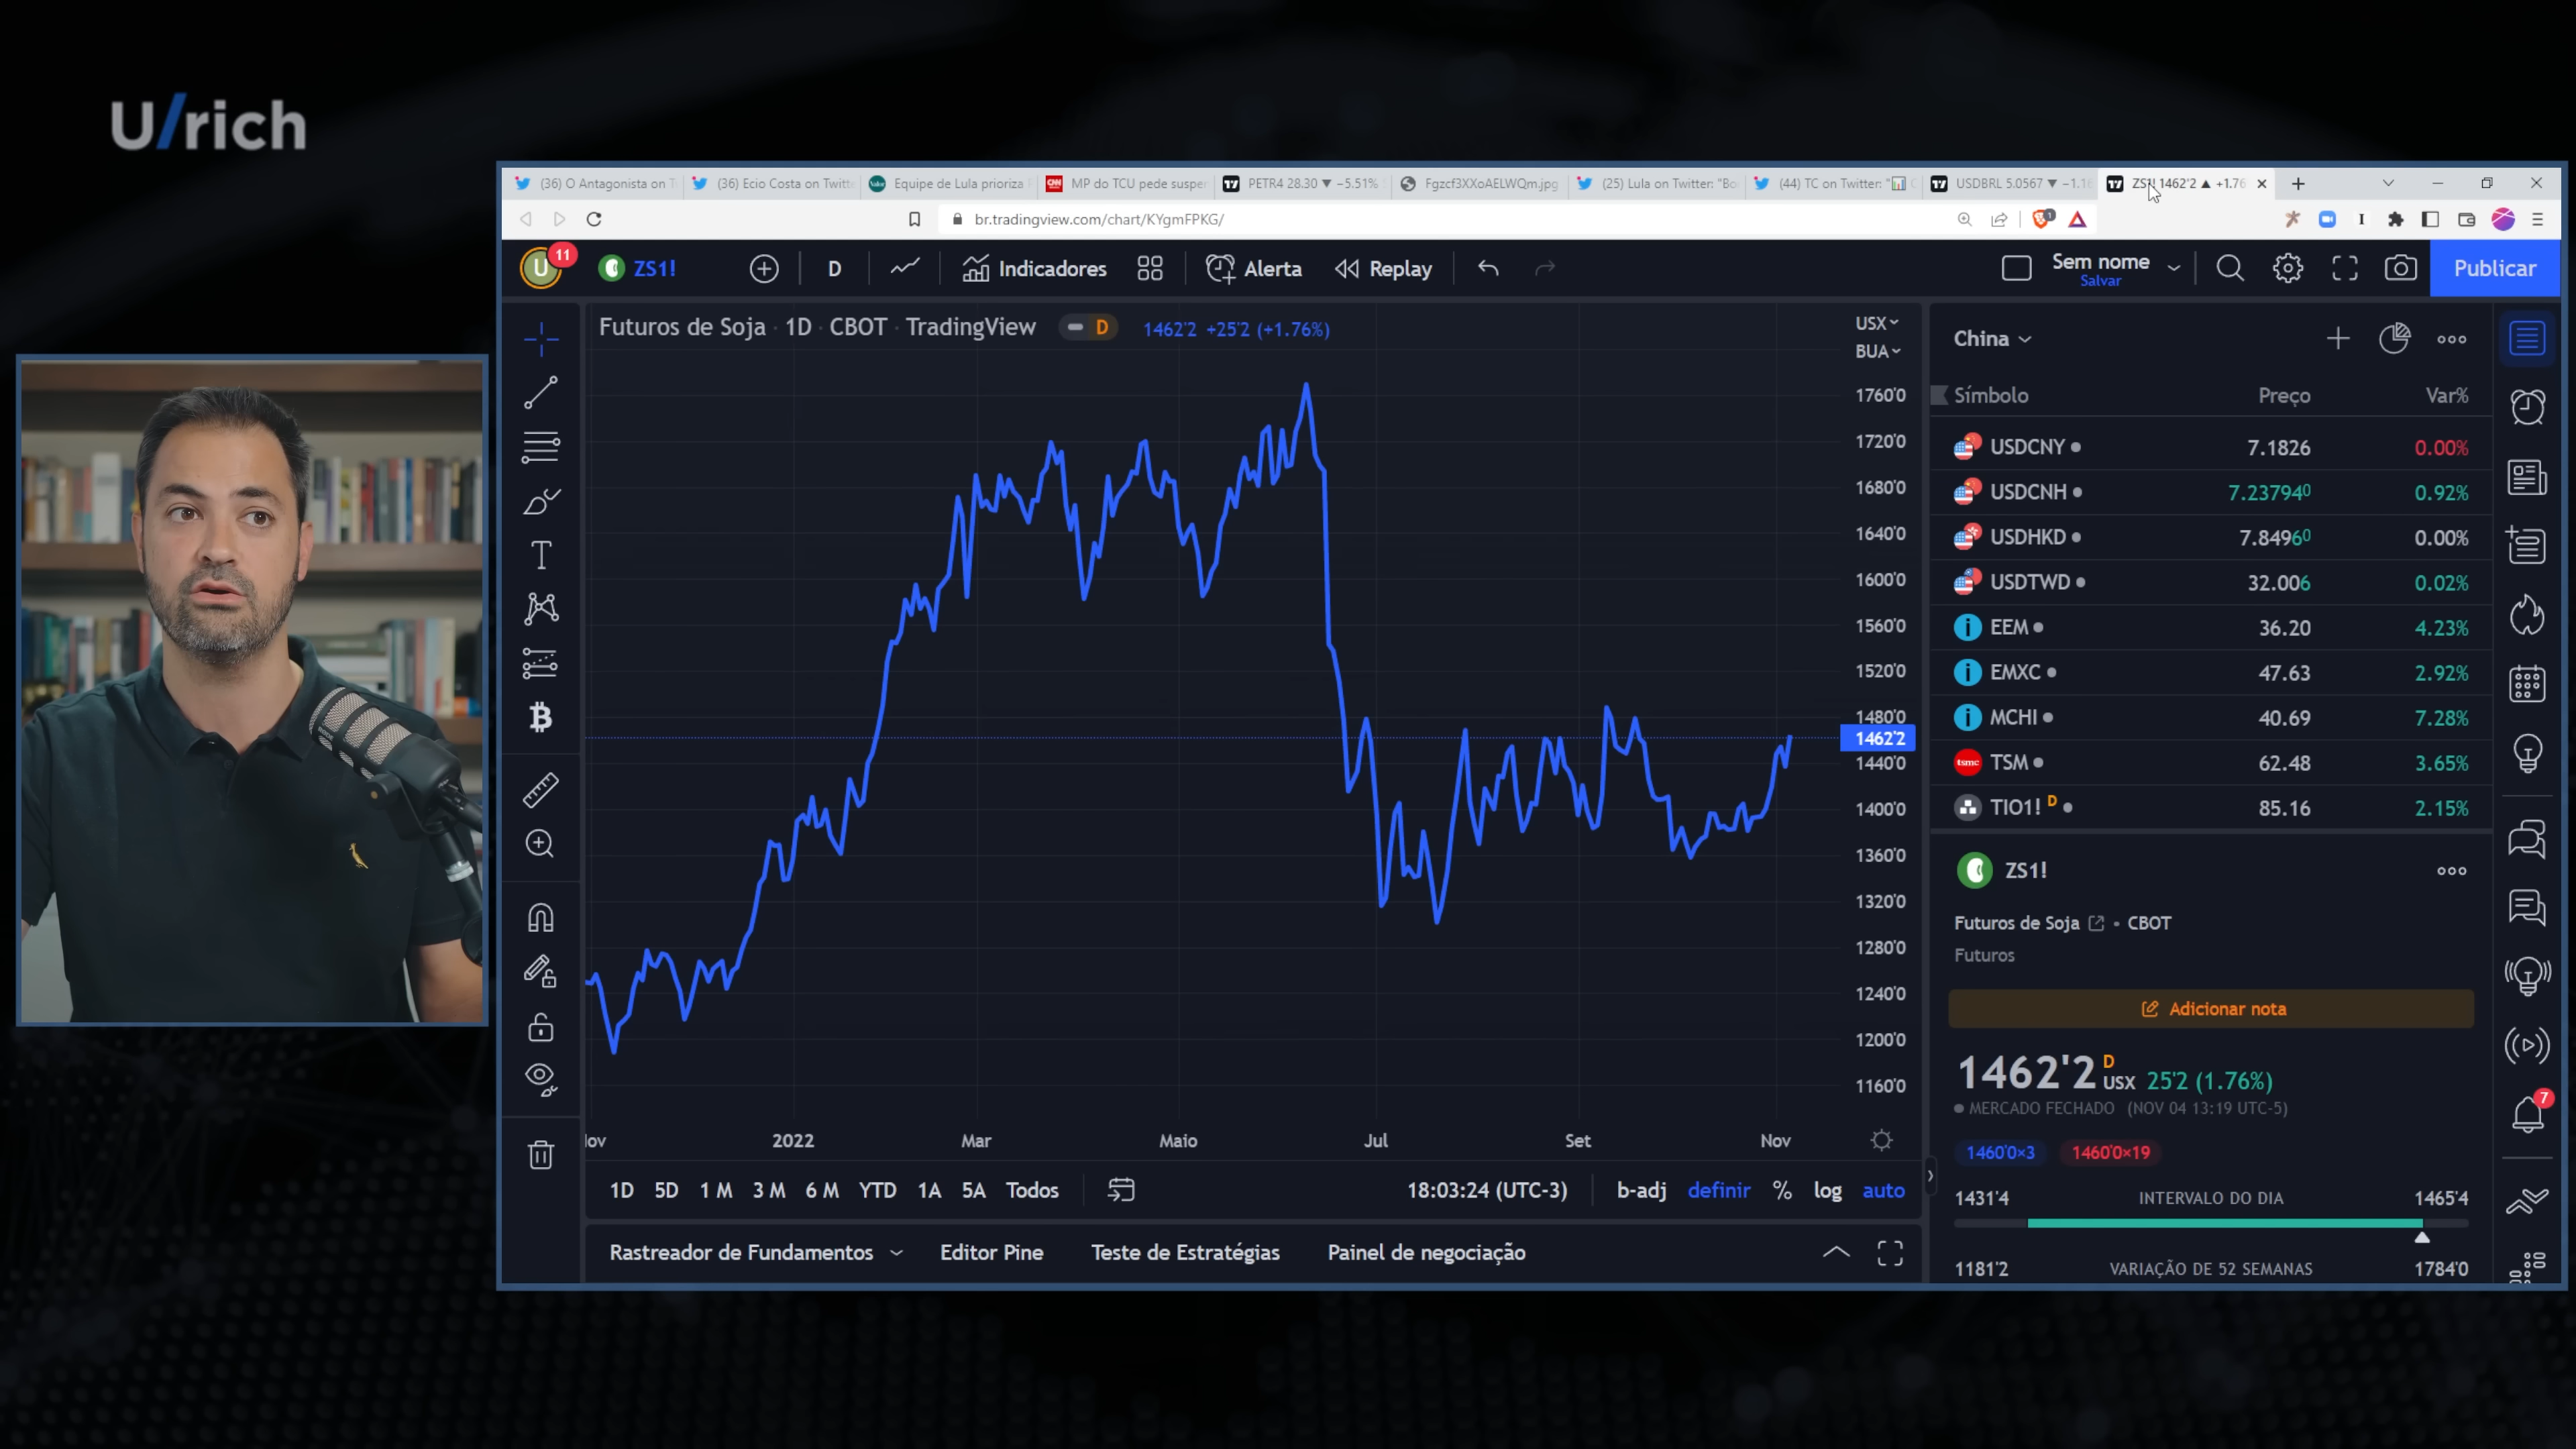 U/rich
(36) O Antagonista on T
(36) Ecio Costa on Twitte
Equipe de Lula prioriza
MP do TCU pede susper
PETR4 28.30 ▼ −5.51%
Fgzcf3XXoAELWQm.jpg
(25) Lula on Twitter: "Bo
(44) TC on Twitter: "
USDBRL 5.0567 ▼ −1.1
ZS1! 1462'2 ▲ +1.76
br.tradingview.com/chart/KYgmFPKG/
1
U 11
ZS1!
D
Indicadores
Alerta
Replay
Sem nome
Salvar
Publicar
Futuros de Soja · 1D · CBOT · TradingView
D
1462'2 +25'2 (+1.76%)
USX
BUA
1760'0
1720'0
1680'0
1640'0
1600'0
1560'0
1520'0
1480'0
1462'2
1440'0
1400'0
1360'0
1320'0
1280'0
1240'0
1200'0
1160'0
2022 Mar Maio Jul Set Nov
1D 5D 1 M 3 M 6 M YTD 1A 5A Todos
18:03:24 (UTC-3) b-adj definir % log auto
Rastreador de Fundamentos Editor Pine Teste de Estratégias Painel de negociação
China
Símbolo Preço Var%
USDCNY 7.1826 0.00%
USDCNH 7.237940 0.92%
USDHKD 7.84960 0.00%
USDTWD 32.006 0.02%
EEM 36.20 4.23%
EMXC 47.63 2.92%
MCHI 40.69 7.28%
tsmc TSM 62.48 3.65%
TIO1! D 85.16 2.15%
ZS1!
Futuros de Soja • CBOT
Futuros
Adicionar nota
1462'2 D USX 25'2 (1.76%)
MERCADO FECHADO (NOV 04 13:19 UTC-5)
1460'0×3 1460'0×19
1431'4 INTERVALO DO DIA 1465'4
1181'2 VARIAÇÃO DE 52 SEMANAS 1784'0
7